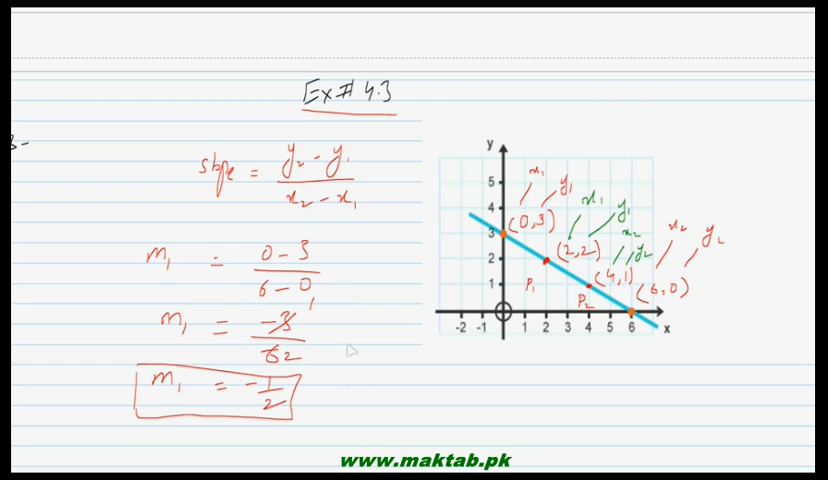 Ex# 4.3
slope = y₂ - y₁ / x₂ - x₁
m₁ = 0 - 3 / 6 - 0
m₁ = -3 1 / 6 2
m₁ = - 1 / 2
y
5
4
3
2
1
-2 -1 1 2 3 4 5 6 x
x₁ y₁
(0,3)
x₁ y₁
(2,2)
P₁
x₂ y₂
(4,1)
P₂
x₂ y₂
(6,0)
www.maktab.pk